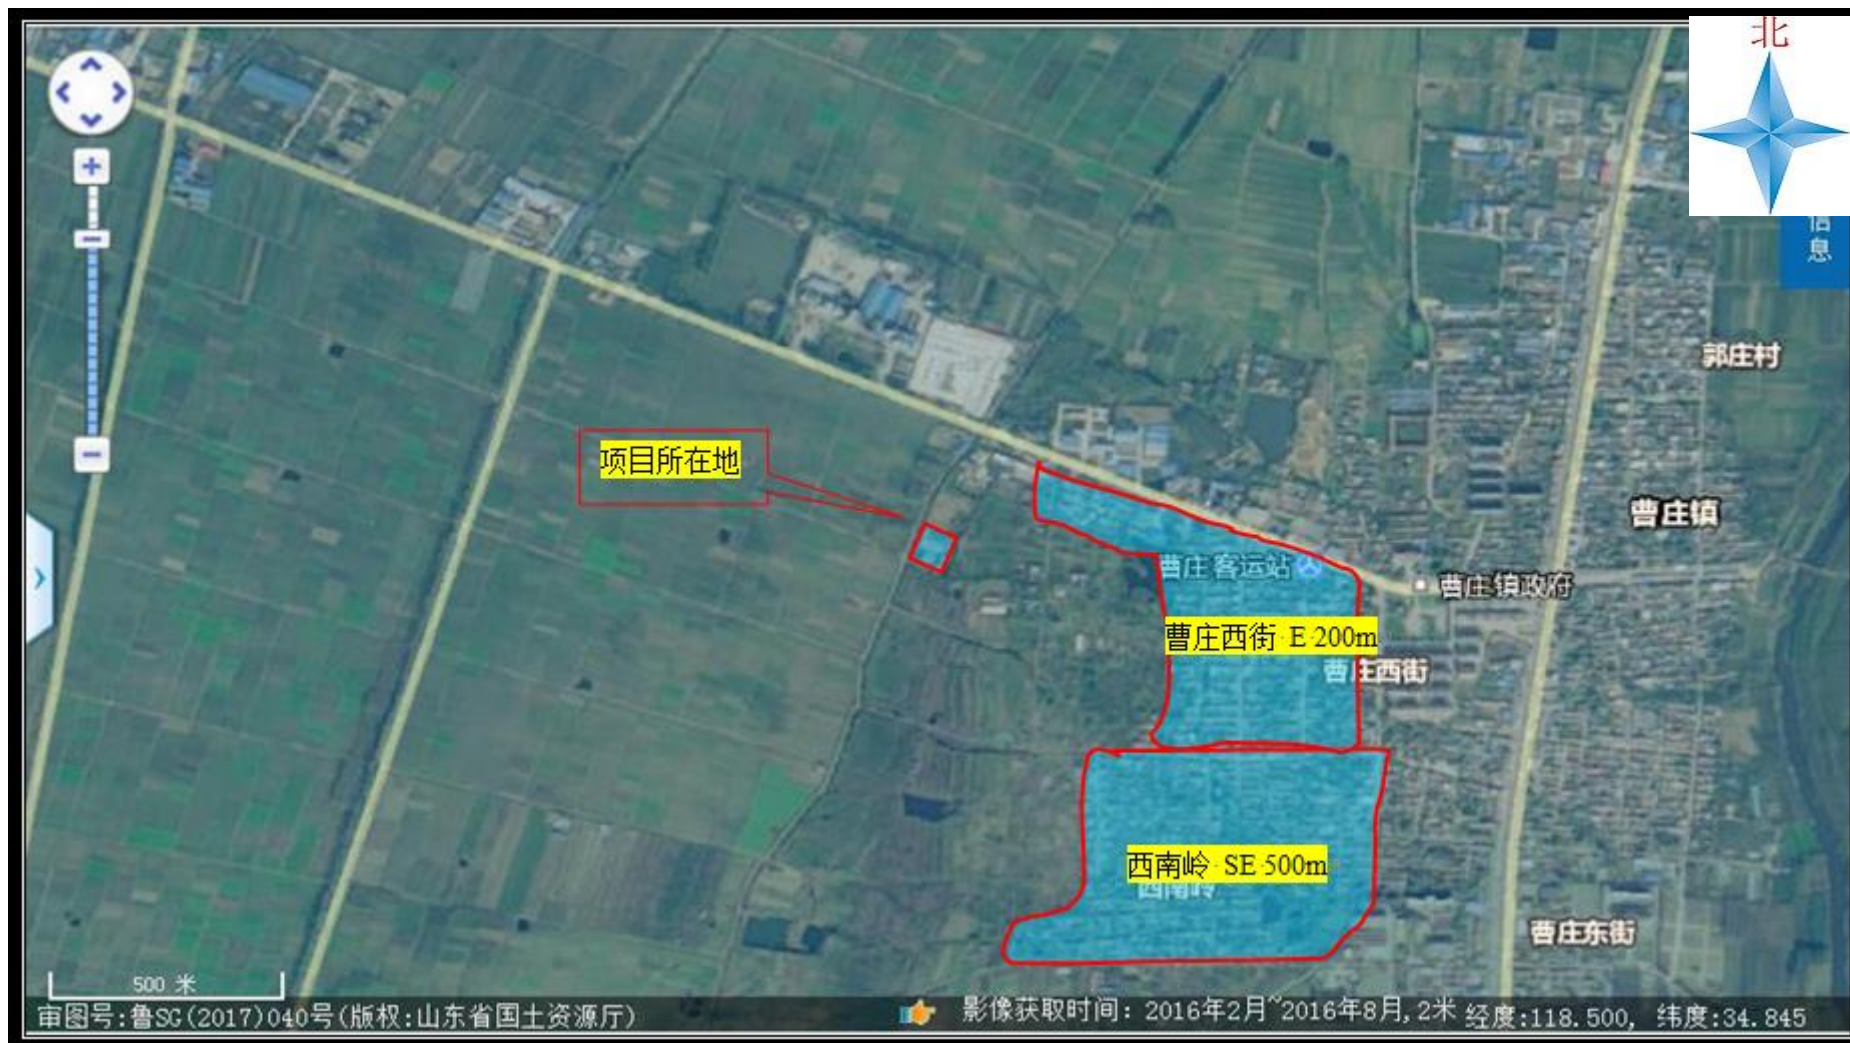 北
信
息
郭庄村
项目所在地
曹庄镇
曹庄客运站
曹庄镇政府
曹庄西街 E 200m
曹庄西街
西南岭 SE 500m
西南岭
曹庄东街
500 米
审图号:鲁SG(2017)040号(版权:山东省国土资源厅)
影像获取时间: 2016年2月~2016年8月,2米
经度:118.500, 纬度:34.845